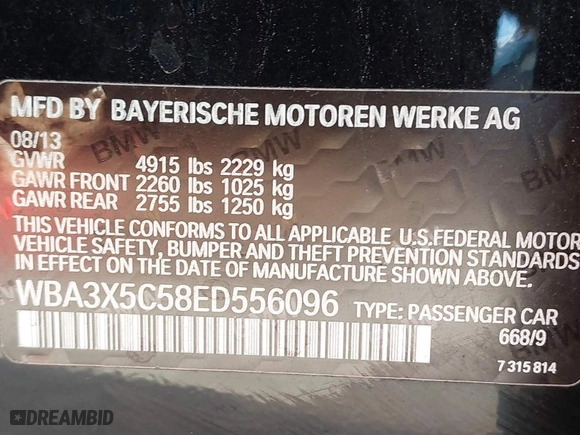 MFD BY BAYERISCHE MOTOREN WERKE AG
08/13
GVWR 4915 lbs 2229 kg
GAWR FRONT 2260 lbs 1025 kg
GAWR REAR 2755 lbs 1250 kg
THIS VEHICLE CONFORMS TO ALL APPLICABLE U.S.FEDERAL MOTOR
VEHICLE SAFETY, BUMPER AND THEFT PREVENTION STANDARDS
IN EFFECT ON THE DATE OF MANUFACTURE SHOWN ABOVE.
WBA3X5C58ED556096 TYPE: PASSENGER CAR
668/9
7 315 814
DREAMBID